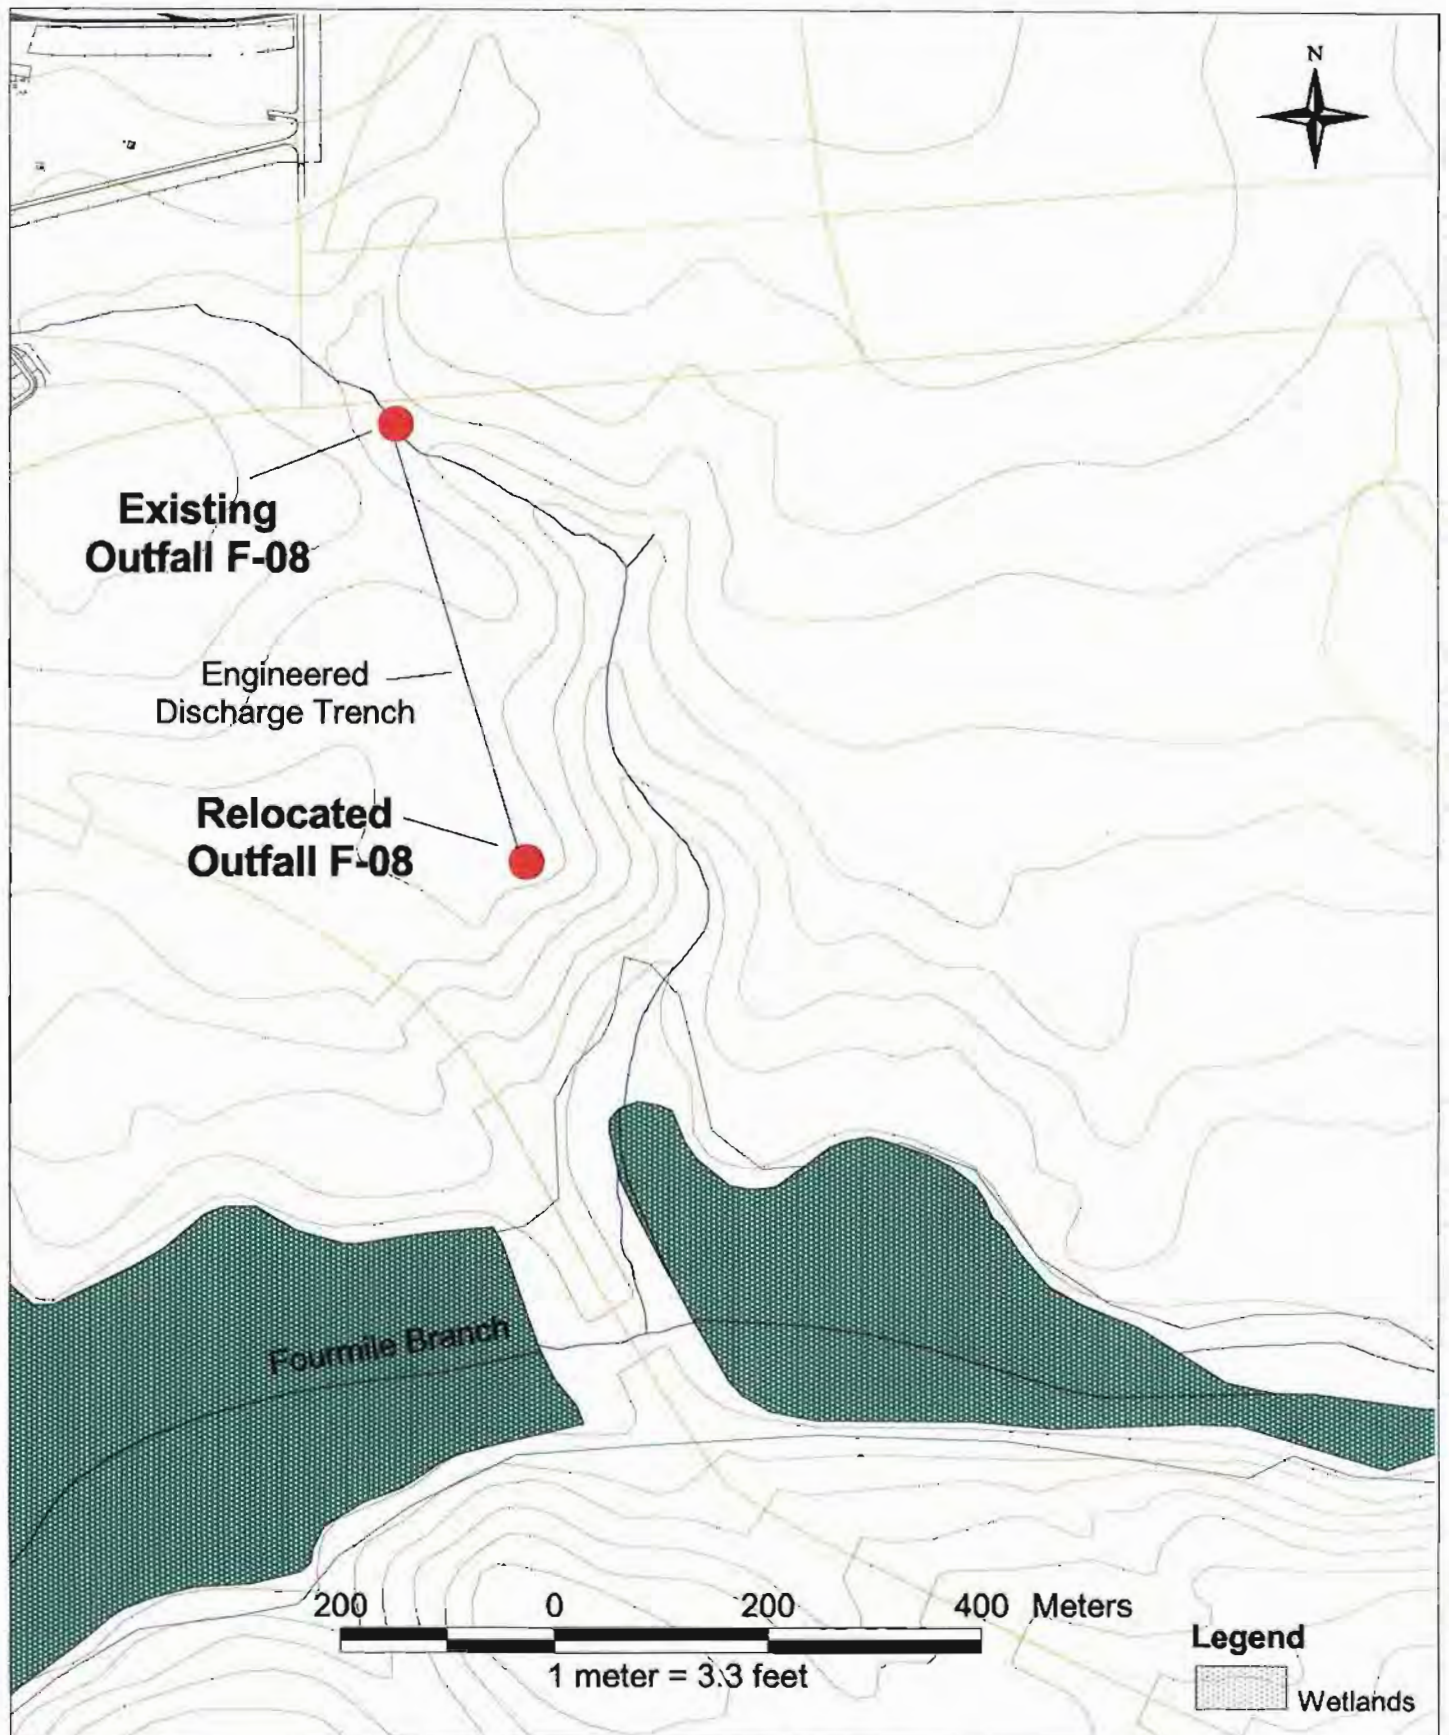 N
Existing
Outfall F-08
Engineered
Discharge Trench
Relocated
Outfall F-08
Fourmile Branch
200 0 200 400 Meters
1 meter = 3.3 feet
Legend
Wetlands